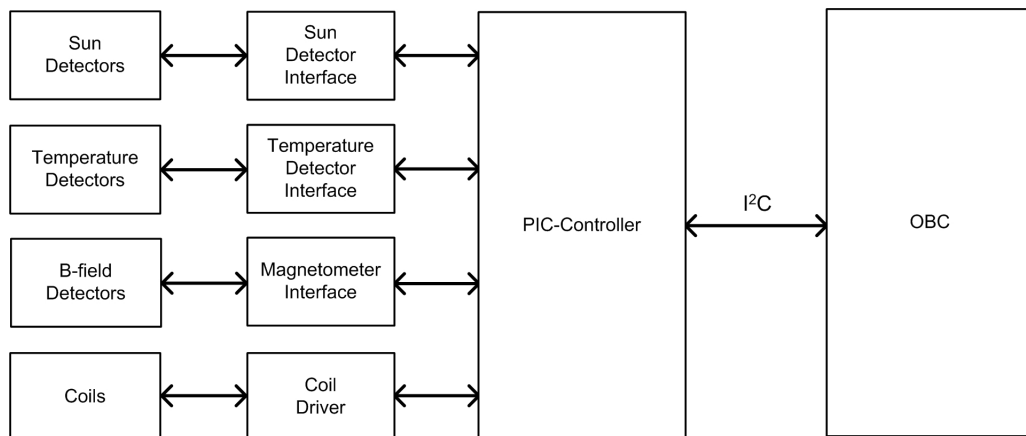 Sun
Detectors
Sun
Detector
Interface
Temperature
Detectors
Temperature
Detector
Interface
B-field
Detectors
Magnetometer
Interface
Coils
Coil
Driver
PIC-Controller
I²C
OBC